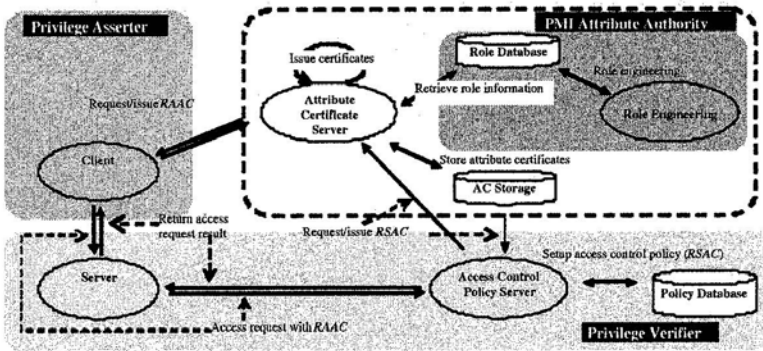 Privilege Asserter
PMI Attribute Authority
Issue certificates
Role Database
Role engineering
Request/issue RAAC
Attribute
Certificate
Server
Retrieve role information
Role Engineering
Client
Store attribute certificates
AC Storage
Return access
request result
Request/issue RSAC
Setup access control policy (RSAC)
Server
Access Control
Policy Server
Policy Database
Access request with RAAC
Privilege Verifier